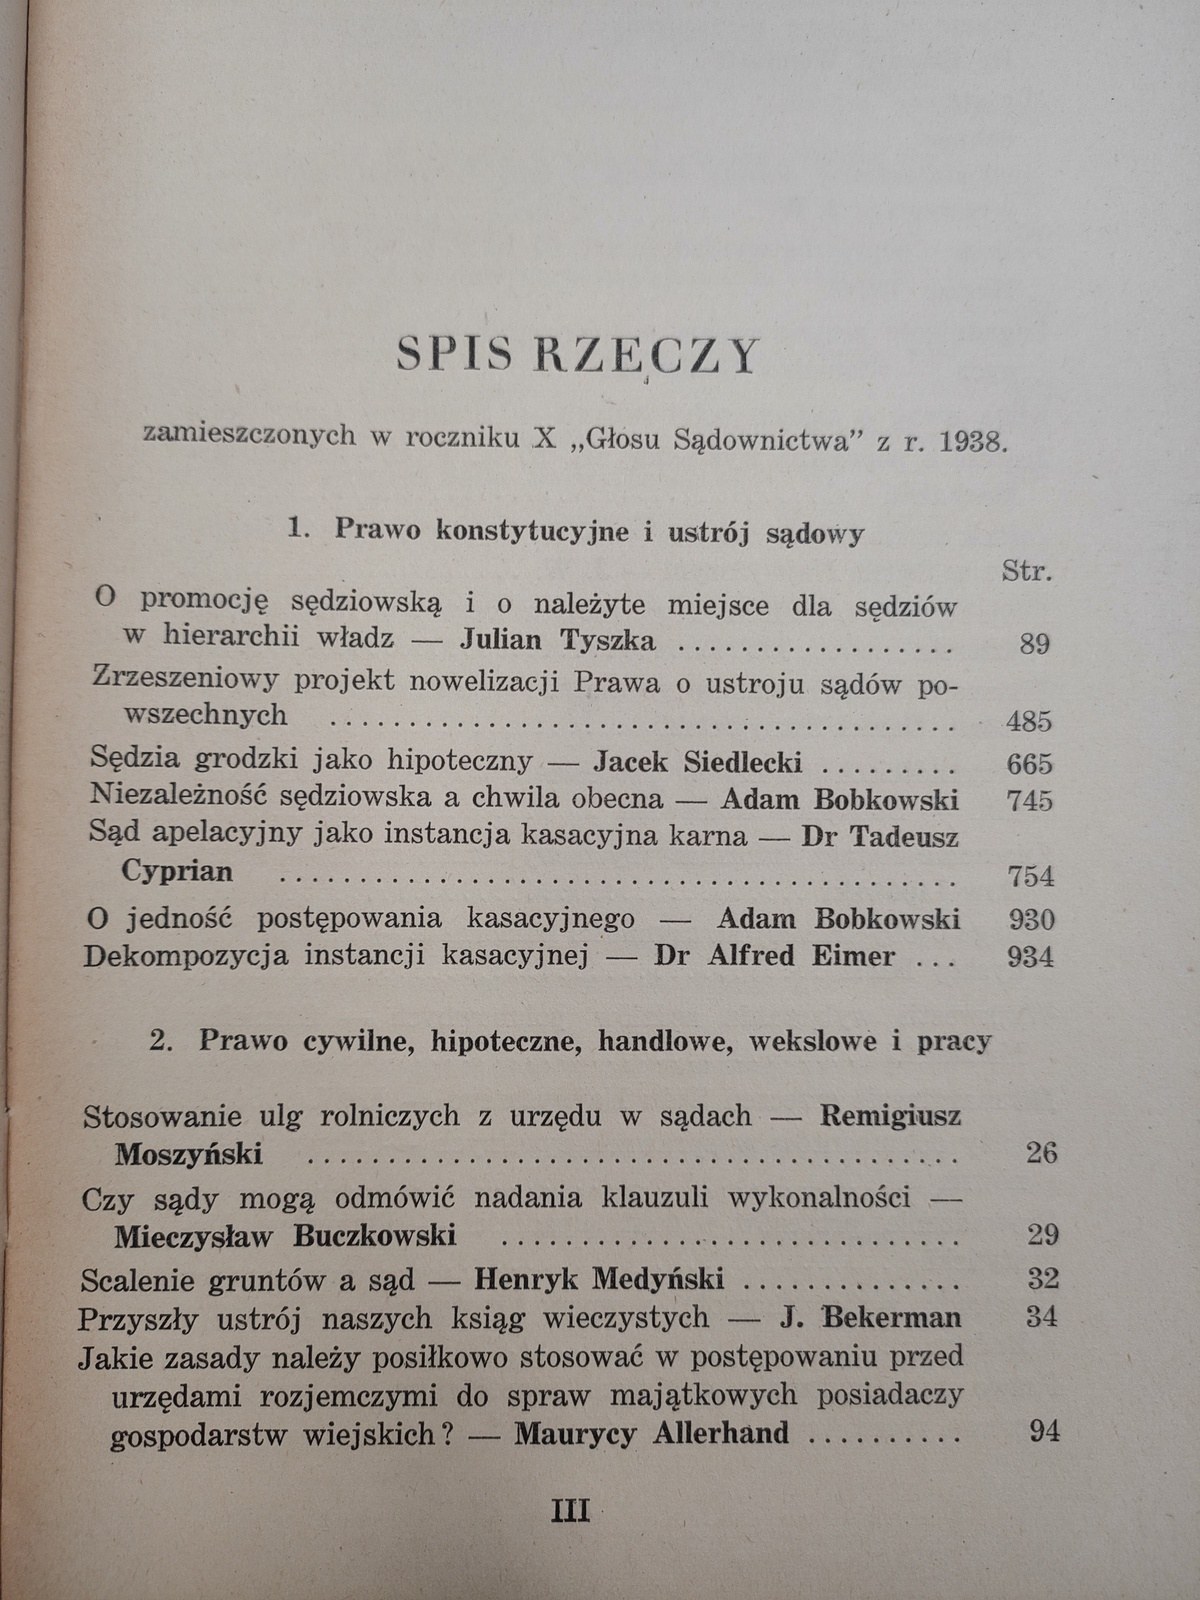 SPIS RZECZY
zamieszczonych w roczniku X „Głosu Sądownictwa” z r. 1938.
1. Prawo konstytucyjne i ustrój sądowy
Str.
O promocję sędziowską i o należyte miejsce dla sędziów
w hierarchii władz — Julian Tyszka .................. 89
Zrzeszeniowy projekt nowelizacji Prawa o ustroju sądów po-
wszechnych ........................................ 485
Sędzia grodzki jako hipoteczny — Jacek Siedlecki ......... 665
Niezależność sędziowska a chwila obecna — Adam Bobkowski 745
Sąd apelacyjny jako instancja kasacyjna karna — Dr Tadeusz
Cyprian ........................................... 754
O jedność postępowania kasacyjnego — Adam Bobkowski 930
Dekompozycja instancji kasacyjnej — Dr Alfred Eimer ... 934
2. Prawo cywilne, hipoteczne, handlowe, wekslowe i pracy
Stosowanie ulg rolniczych z urzędu w sądach — Remigiusz
Moszyński ......................................... 26
Czy sądy mogą odmówić nadania klauzuli wykonalności —
Mieczysław Buczkowski ............................. 29
Scalenie gruntów a sąd — Henryk Medyński .............. 32
Przyszły ustrój naszych ksiąg wieczystych — J. Bekerman 34
Jakie zasady należy posiłkowo stosować w postępowaniu przed
urzędami rozjemczymi do spraw majątkowych posiadaczy
gospodarstw wiejskich? — Maurycy Allerhand .......... 94
III